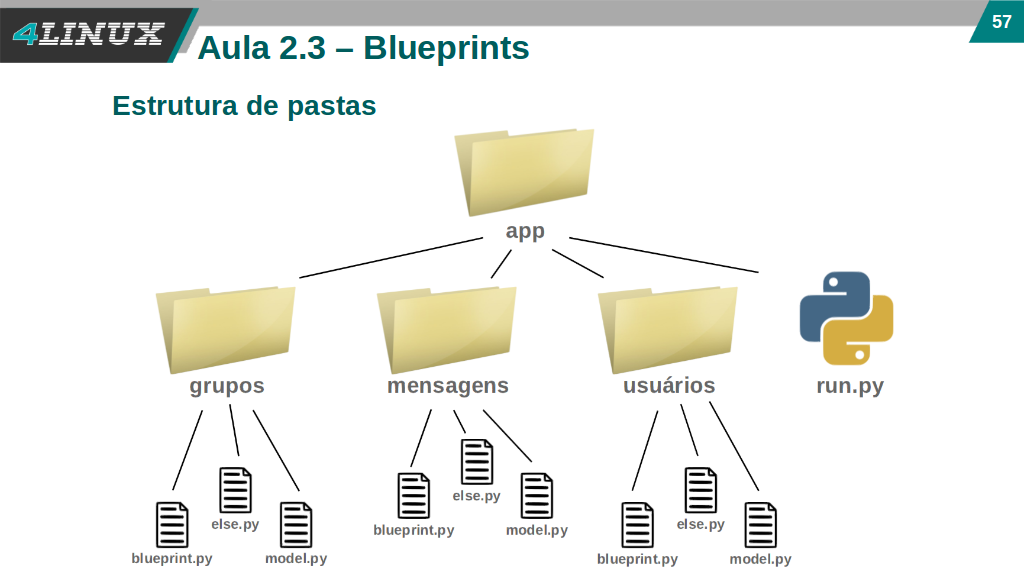 4LINUX
57
Aula 2.3 – Blueprints
Estrutura de pastas
app
grupos
mensagens
usuários
run.py
blueprint.py
else.py
model.py
blueprint.py
else.py
model.py
blueprint.py
else.py
model.py